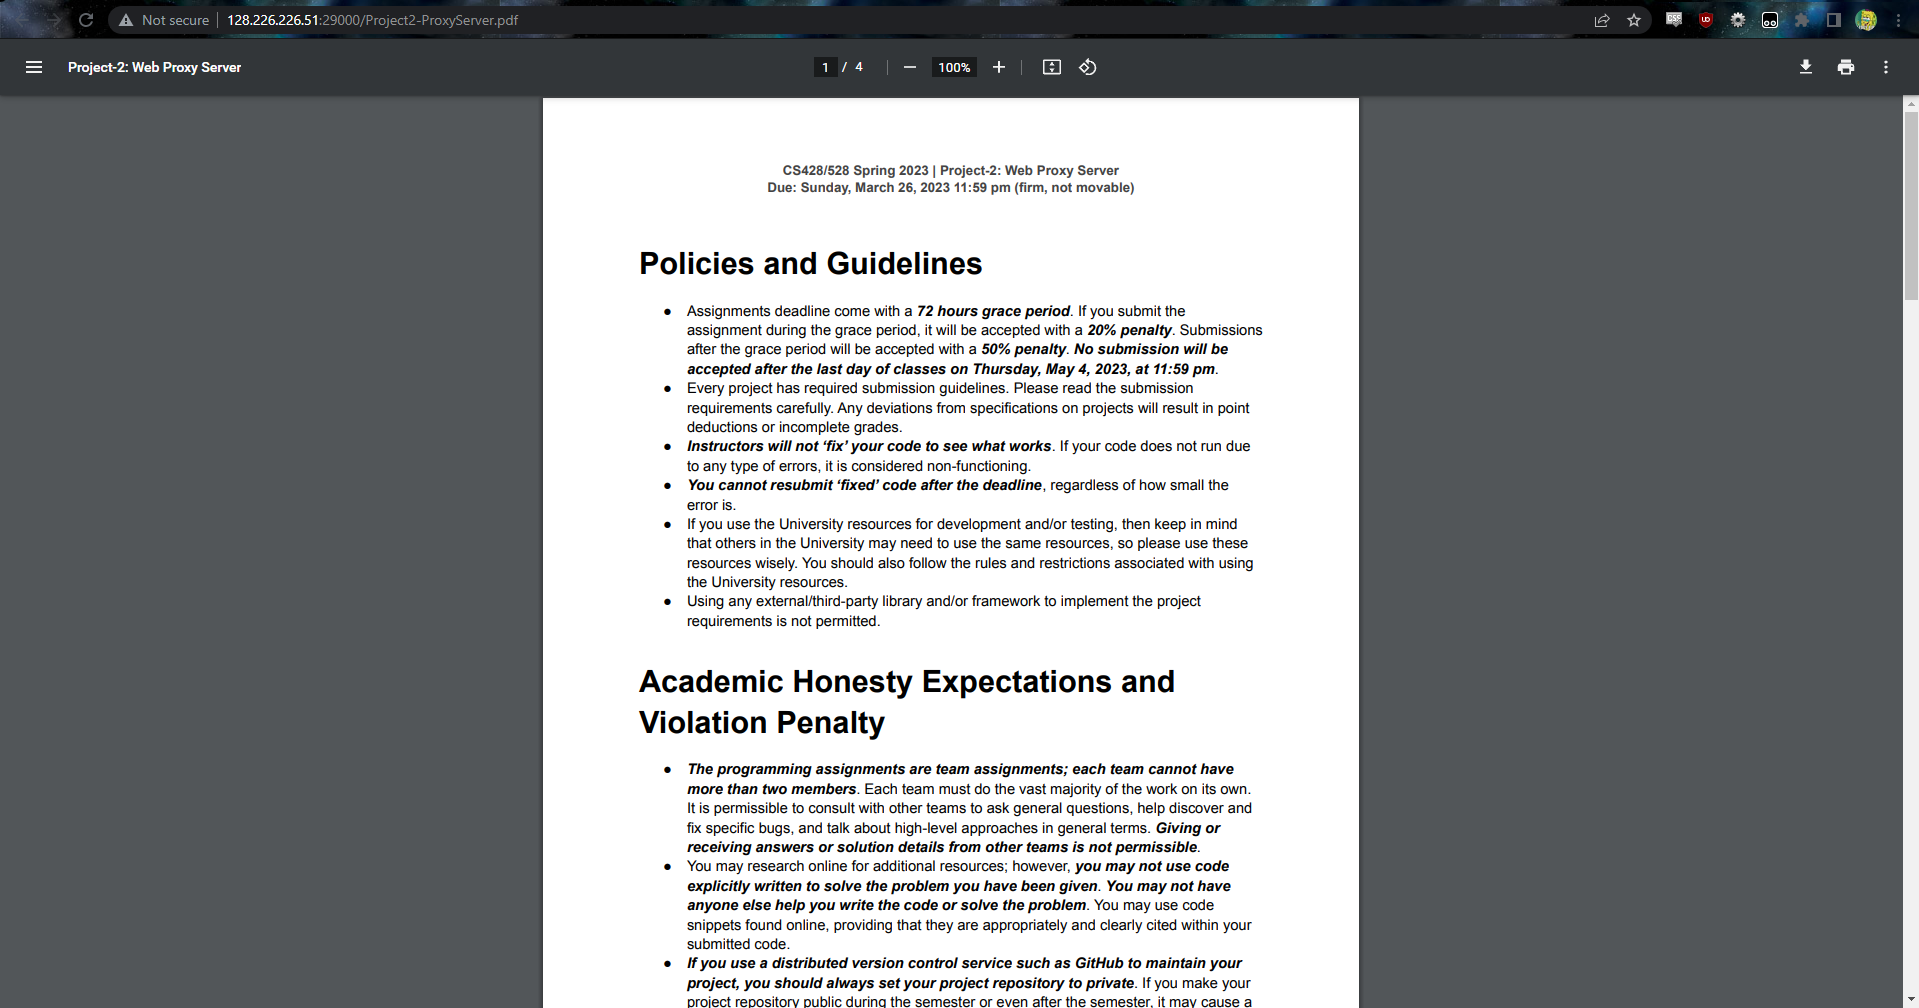 Not secure | 128.226.226.51:29000/Project2-ProxyServer.pdf
Project-2: Web Proxy Server
1 / 4
100%
CS428/528 Spring 2023 | Project-2: Web Proxy Server
Due: Sunday, March 26, 2023 11:59 pm (firm, not movable)
Policies and Guidelines
● Assignments deadline come with a 72 hours grace period. If you submit the
assignment during the grace period, it will be accepted with a 20% penalty. Submissions
after the grace period will be accepted with a 50% penalty. No submission will be
accepted after the last day of classes on Thursday, May 4, 2023, at 11:59 pm.
● Every project has required submission guidelines. Please read the submission
requirements carefully. Any deviations from specifications on projects will result in point
deductions or incomplete grades.
● Instructors will not ‘fix’ your code to see what works. If your code does not run due
to any type of errors, it is considered non-functioning.
● You cannot resubmit ‘fixed’ code after the deadline, regardless of how small the
error is.
● If you use the University resources for development and/or testing, then keep in mind
that others in the University may need to use the same resources, so please use these
resources wisely. You should also follow the rules and restrictions associated with using
the University resources.
● Using any external/third-party library and/or framework to implement the project
requirements is not permitted.
Academic Honesty Expectations and
Violation Penalty
● The programming assignments are team assignments; each team cannot have
more than two members. Each team must do the vast majority of the work on its own.
It is permissible to consult with other teams to ask general questions, help discover and
fix specific bugs, and talk about high-level approaches in general terms. Giving or
receiving answers or solution details from other teams is not permissible.
● You may research online for additional resources; however, you may not use code
explicitly written to solve the problem you have been given. You may not have
anyone else help you write the code or solve the problem. You may use code
snippets found online, providing that they are appropriately and clearly cited within your
submitted code.
● If you use a distributed version control service such as GitHub to maintain your
project, you should always set your project repository to private. If you make your
project repository public during the semester or even after the semester, it may cause a